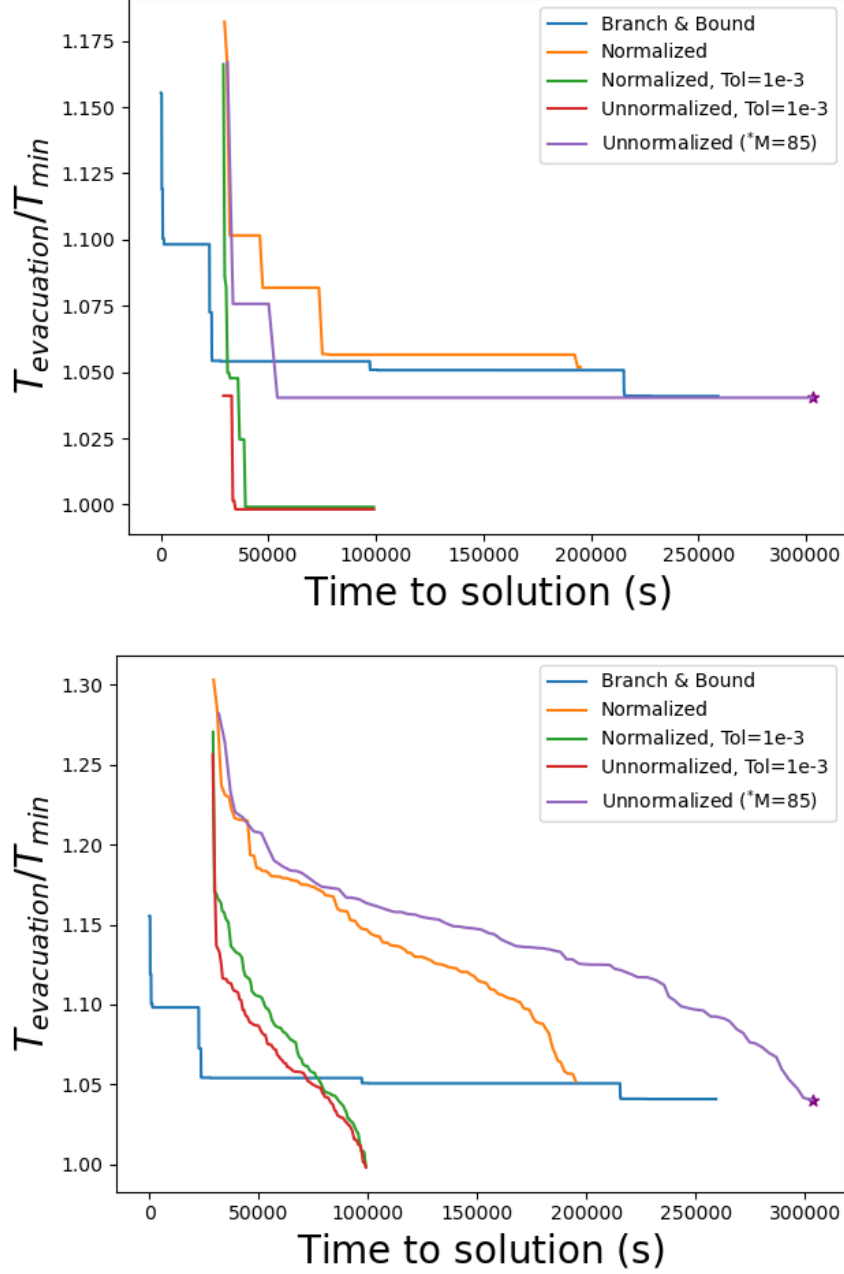 Branch & Bound
Normalized
Normalized, Tol=1e-3
Unnormalized, Tol=1e-3
Unnormalized (*M=85)
1.175
1.150
1.125
1.100
1.075
1.050
1.025
1.000
T_evacuation/T_min
0
50000
100000
150000
200000
250000
300000
Time to solution (s)
Branch & Bound
Normalized
Normalized, Tol=1e-3
Unnormalized, Tol=1e-3
Unnormalized (*M=85)
1.30
1.25
1.20
1.15
1.10
1.05
1.00
T_evacuation/T_min
0
50000
100000
150000
200000
250000
300000
Time to solution (s)